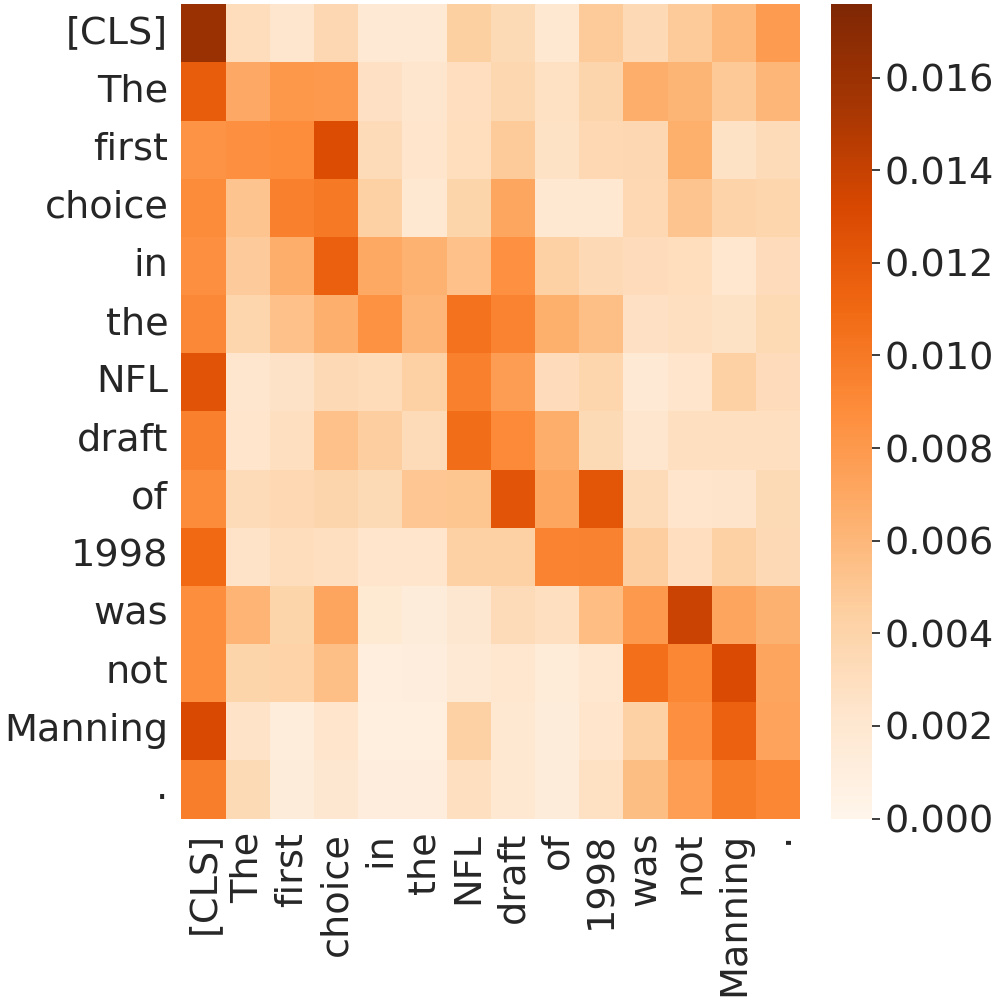 [CLS]
The
first
choice
in
the
NFL
draft
of
1998
was
not
Manning
.
[CLS]
The
first
choice
in
the
NFL
draft
of
1998
was
not
Manning
.
0.016
0.014
0.012
0.010
0.008
0.006
0.004
0.002
0.000